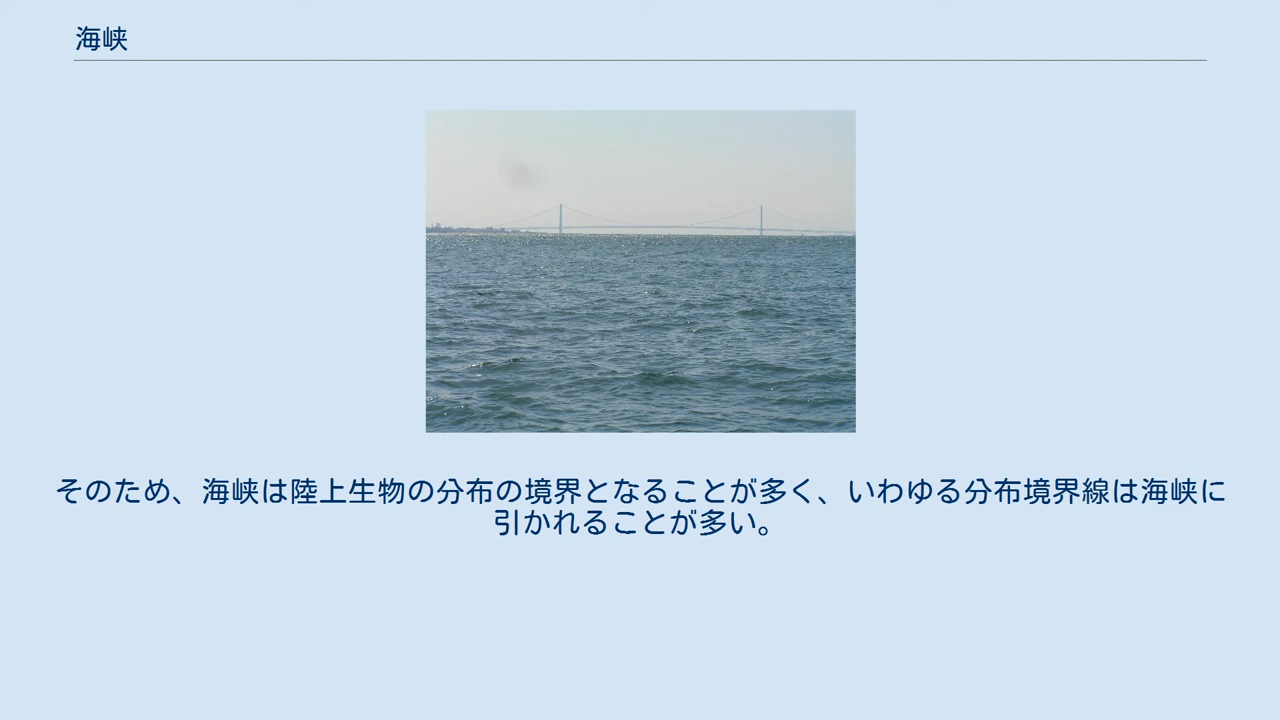 海峡
そのため、海峡は陸上生物の分布の境界となることが多く、いわゆる分布境界線は海峡に
引かれることが多い。